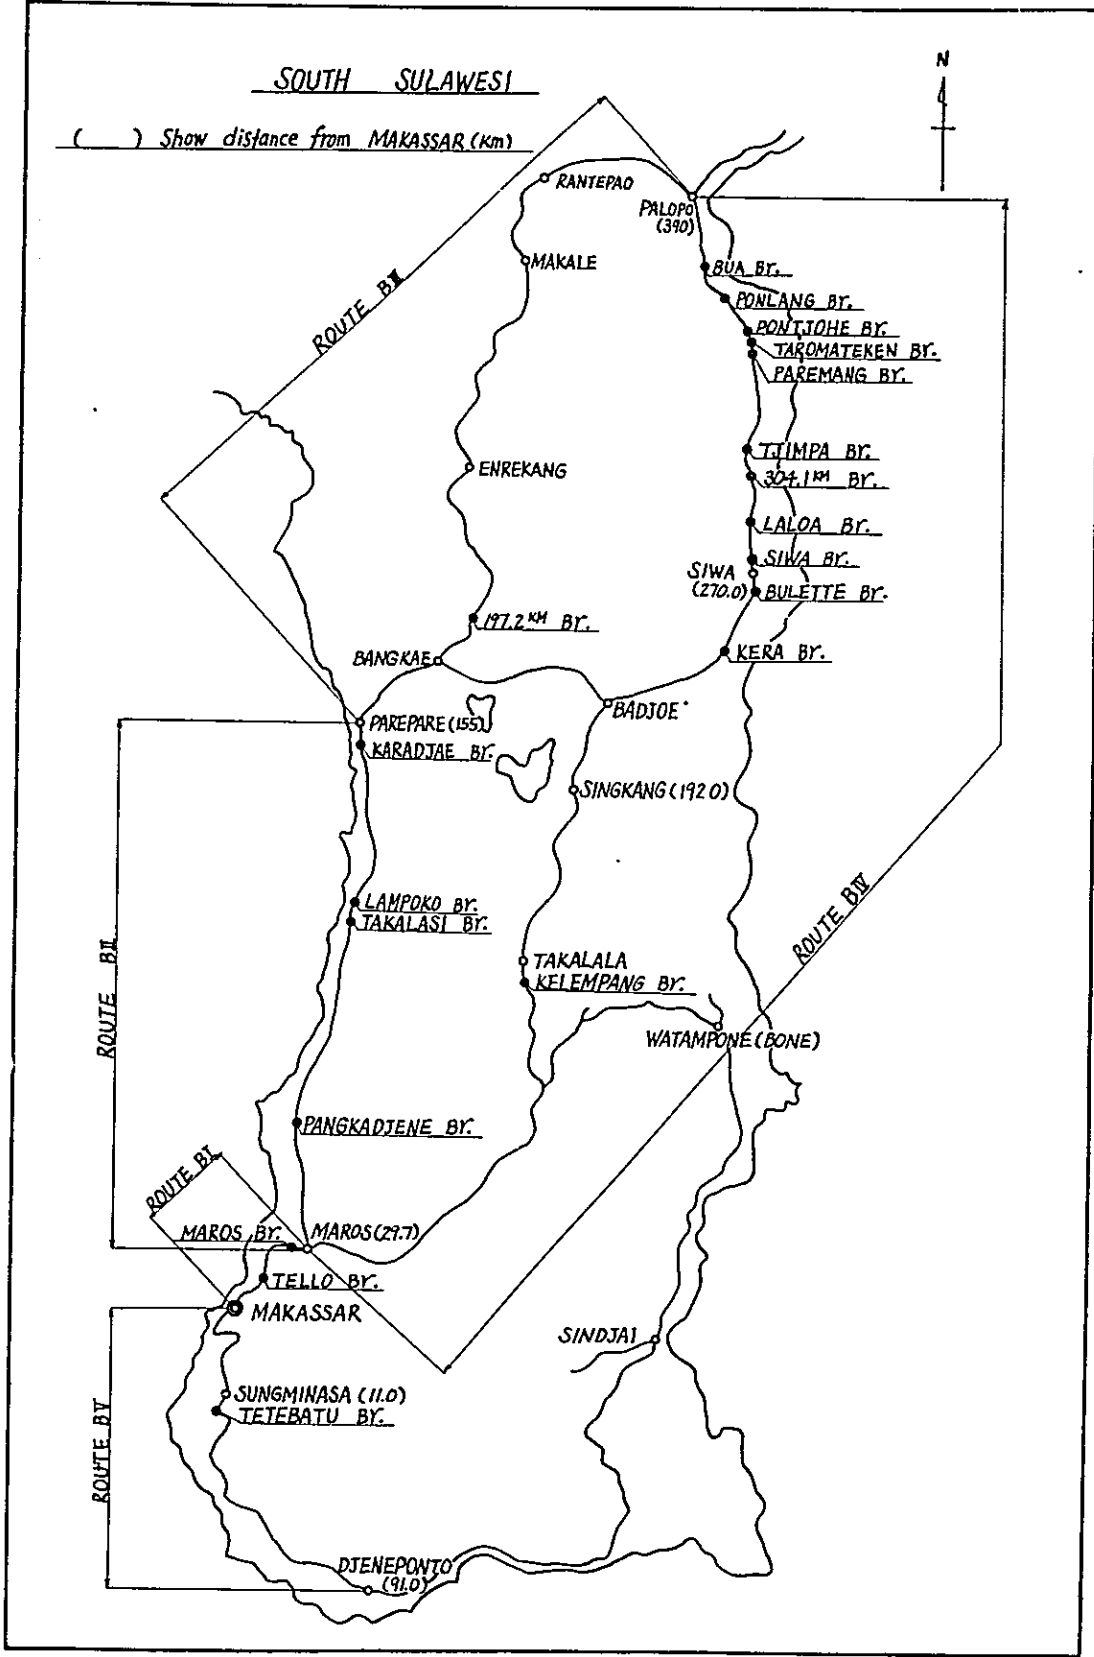 SOUTH SULAWESI
N
(      ) Show distance from MAKASSAR (Km)
RANTEPAO
PALOPO
(390)
MAKALE
BUA Br.
ROUTE BⅢ
PONLANG Br.
PONTJOHE Br.
TAROMATEKEN Br.
PAREMANG Br.
TJIMPA Br.
ENREKANG
304.1 KM Br.
LALOA Br.
SIWA Br.
SIWA
(270.0)
BULETTE Br.
197.2 KM Br.
KERA Br.
BANGKAE
BADJOE
PAREPARE (155)
KARADJAE Br.
SINGKANG (192 0)
LAMPOKO Br.
TAKALASI Br.
ROUTE BⅣ
ROUTE BⅡ
TAKALALA
KELEMPANG Br.
WATAMPONE (BONE)
PANGKADJENE Br.
ROUTE BⅠ
MAROS Br.
MAROS (29.7)
TELLO Br.
MAKASSAR
SINDJAI
SUNGMINASA (11.0)
TETEBATU Br.
ROUTE BⅤ
DJENEPONTO
(91.0)